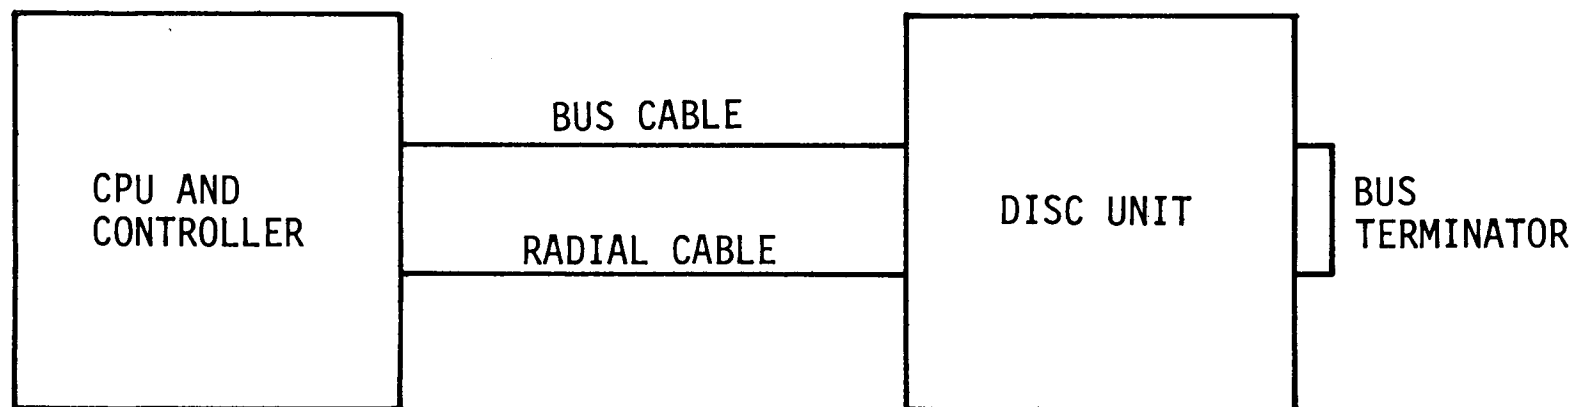 BUS CABLE
CPU AND
CONTROLLER
RADIAL CABLE
DISC UNIT
BUS
TERMINATOR